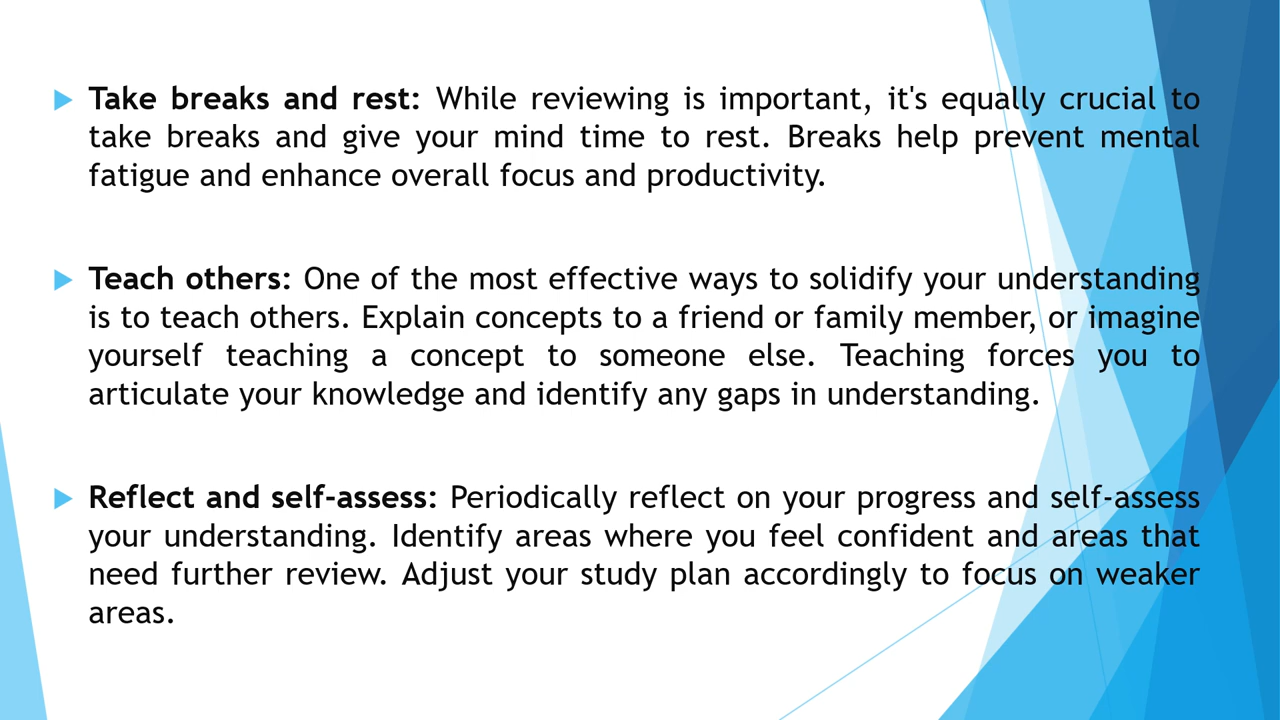 Take breaks and rest: While reviewing is important, it's equally crucial to
take breaks and give your mind time to rest. Breaks help prevent mental
fatigue and enhance overall focus and productivity.
Teach others: One of the most effective ways to solidify your understanding
is to teach others. Explain concepts to a friend or family member, or imagine
yourself teaching a concept to someone else. Teaching forces you to
articulate your knowledge and identify any gaps in understanding.
Reflect and self-assess: Periodically reflect on your progress and self-assess
your understanding. Identify areas where you feel confident and areas that
need further review. Adjust your study plan accordingly to focus on weaker
areas.